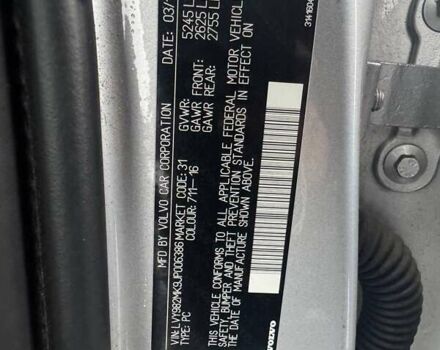 MFD BY VOLVO CAR CORPORATION
DATE: 03/
GVWR: 5245 L
GAWR FRONT: 2625 L
GAWR REAR: 2755 L
VIN: LVY982MK9JP006386 MARKET CODE: 31
TYPE: PC COLOUR: 711-16
THIS VEHICLE CONFORMS TO ALL APPLICABLE FEDERAL MOTOR VEHICLE
SAFETY, BUMPER AND THEFT PREVENTION STANDARDS IN EFFECT ON
THE DATE OF MANUFACTURE SHOWN ABOVE.
VOLVO